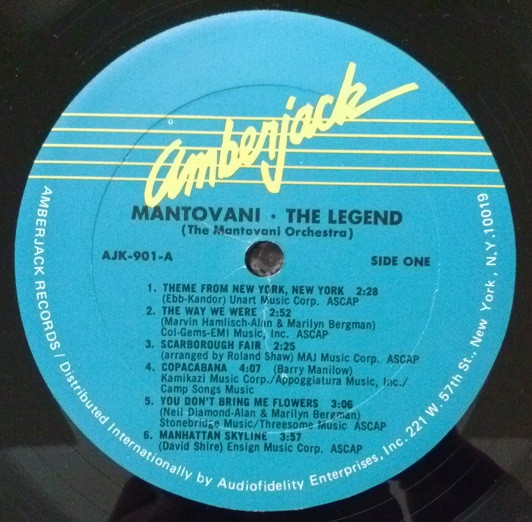 amberjack
MANTOVANI · THE LEGEND
(The Mantovani Orchestra)
AJK-901-A
SIDE ONE
1. THEME FROM NEW YORK, NEW YORK 2:28
(Ebb-Kandor) Unart Music Corp. ASCAP
2. THE WAY WE WERE 2:52
(Marvin Hamlisch-Alan & Marilyn Bergman)
Col-Gems-EMI Music, Inc. ASCAP
3. SCARBOROUGH FAIR 2:25
(arranged by Roland Shaw) MAJ Music Corp. ASCAP
4. COPACABANA 4:07 (Barry Manilow)
Kamikazi Music Corp./Appoggiatura Music, Inc./
Camp Songs Music
5. YOU DON'T BRING ME FLOWERS 3:06
(Neil Diamond-Alan & Marilyn Bergman)
Stonebridge Music/Threesome Music ASCAP
6. MANHATTAN SKYLINE 3:57
(David Shire) Ensign Music Corp. ASCAP
AMBERJACK RECORDS / Distributed Internationally by Audiofidelity Enterprises, Inc. 221 W. 57th St., New York, N.Y. 10019